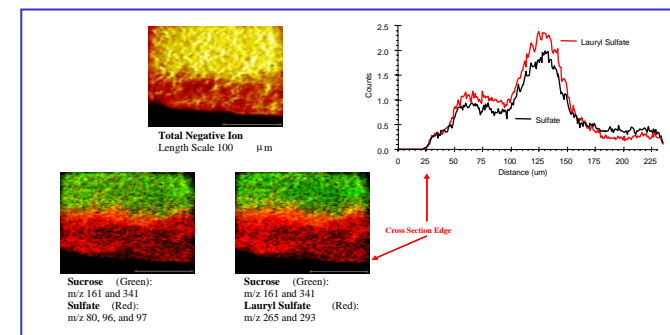 Total Negative Ion
Length Scale 100 μm
2.5
2.0
1.5
1.0
0.5
0.0
Counts
Lauryl Sulfate
Sulfate
0 25 50 75 100 125 150 175 200 225
Distance (um)
Cross Section Edge
Sucrose (Green):
m/z 161 and 341
Sulfate (Red):
m/z 80, 96, and 97
Sucrose (Green):
m/z 161 and 341
Lauryl Sulfate (Red):
m/z 265 and 293